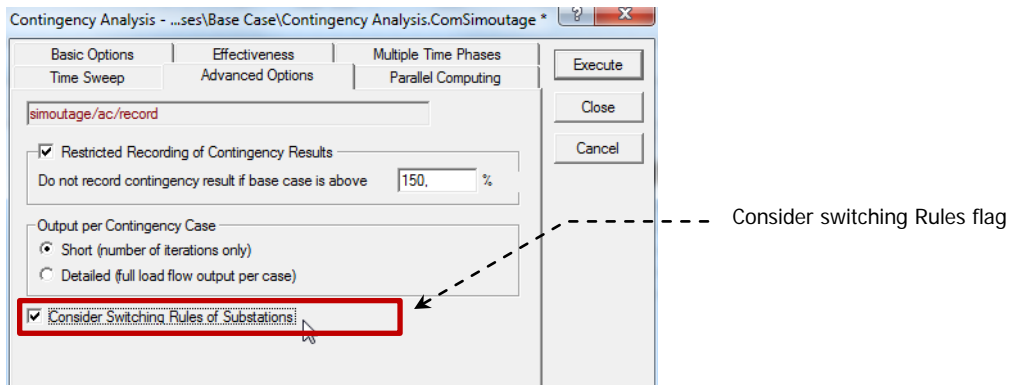 Contingency Analysis - ...ses\Base Case\Contingency Analysis.ComSimoutage *
?
X
Basic Options
Effectiveness
Multiple Time Phases
Time Sweep
Advanced Options
Parallel Computing
Execute
Close
Cancel
simoutage/ac/record
Restricted Recording of Contingency Results
Do not record contingency result if base case is above 150, %
Output per Contingency Case
Short (number of iterations only)
Detailed (full load flow output per case)
Consider Switching Rules of Substations
Consider switching Rules flag